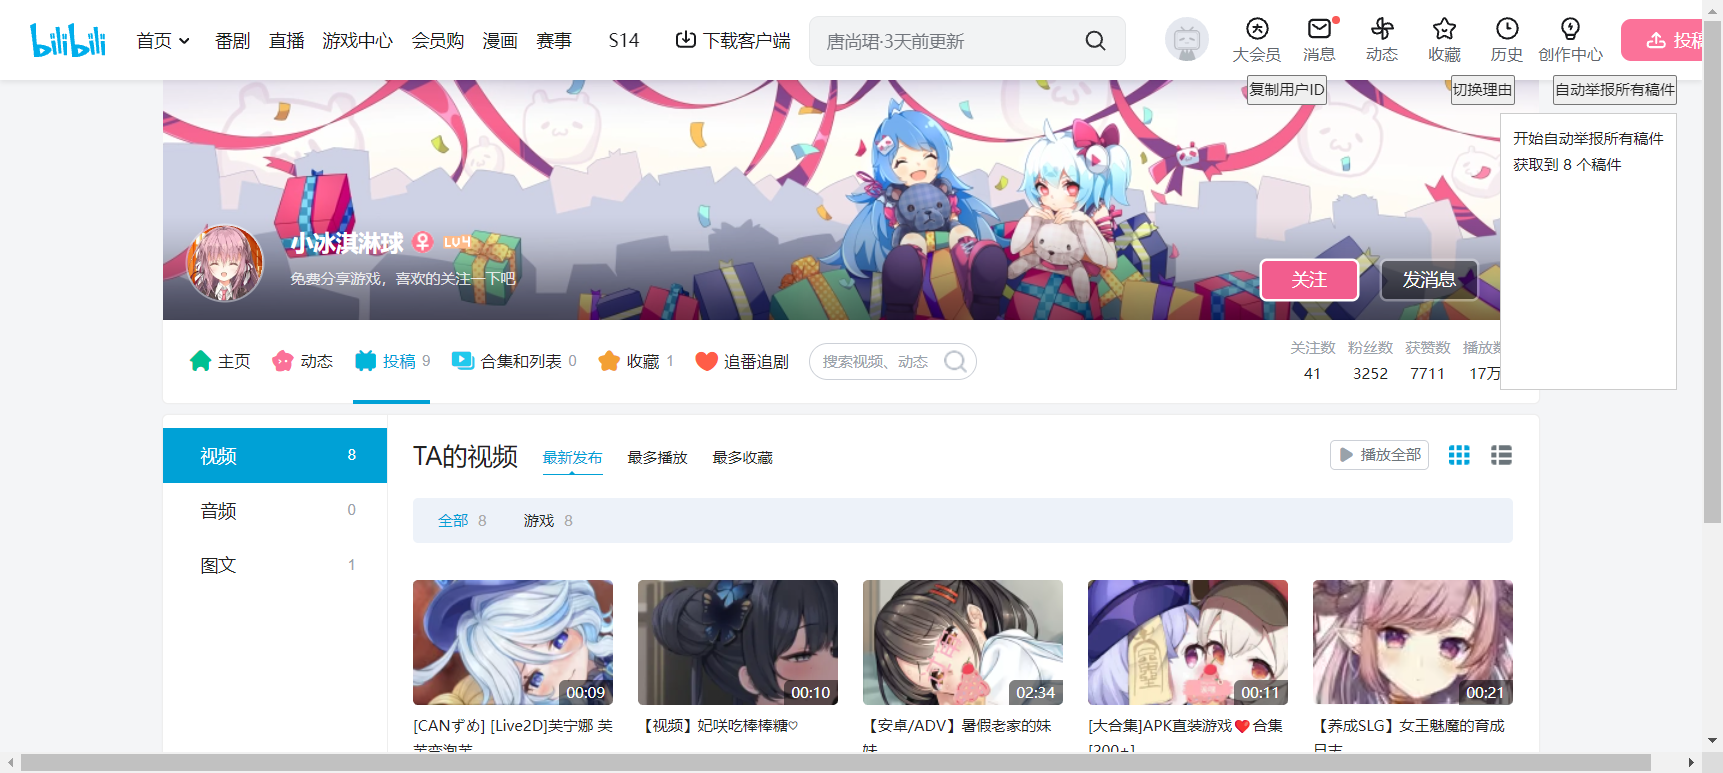 bilibili 首页 番剧 直播 游戏中心 会员购 漫画 赛事 S14 下载客户端 唐尚珺·3天前更新 大会员 消息 动态 收藏 历史 创作中心 投稿
复制用户ID 切换理由 自动举报所有稿件
开始自动举报所有稿件
获取到 8 个稿件
小冰淇淋球 LV4
免费分享游戏，喜欢的关注一下吧
关注 发消息
主页 动态 投稿 9 合集和列表 0 收藏 1 追番追剧 搜索视频、动态
关注数 粉丝数 获赞数 播放数
41 3252 7711 17万
视频 8
音频 0
图文 1
TA的视频 最新发布 最多播放 最多收藏 播放全部
全部 8 游戏 8
00:09 00:10 02:34 00:11 00:21
[CANずめ] [Live2D]芙宁娜 芙
芙变泡芙
【视频】妃咲吃棒棒糖♡
【安卓/ADV】暑假老家的妹
妹
[大合集]APK直装游戏❤️合集
[200+]
【养成SLG】女王魅魔的育成
日志